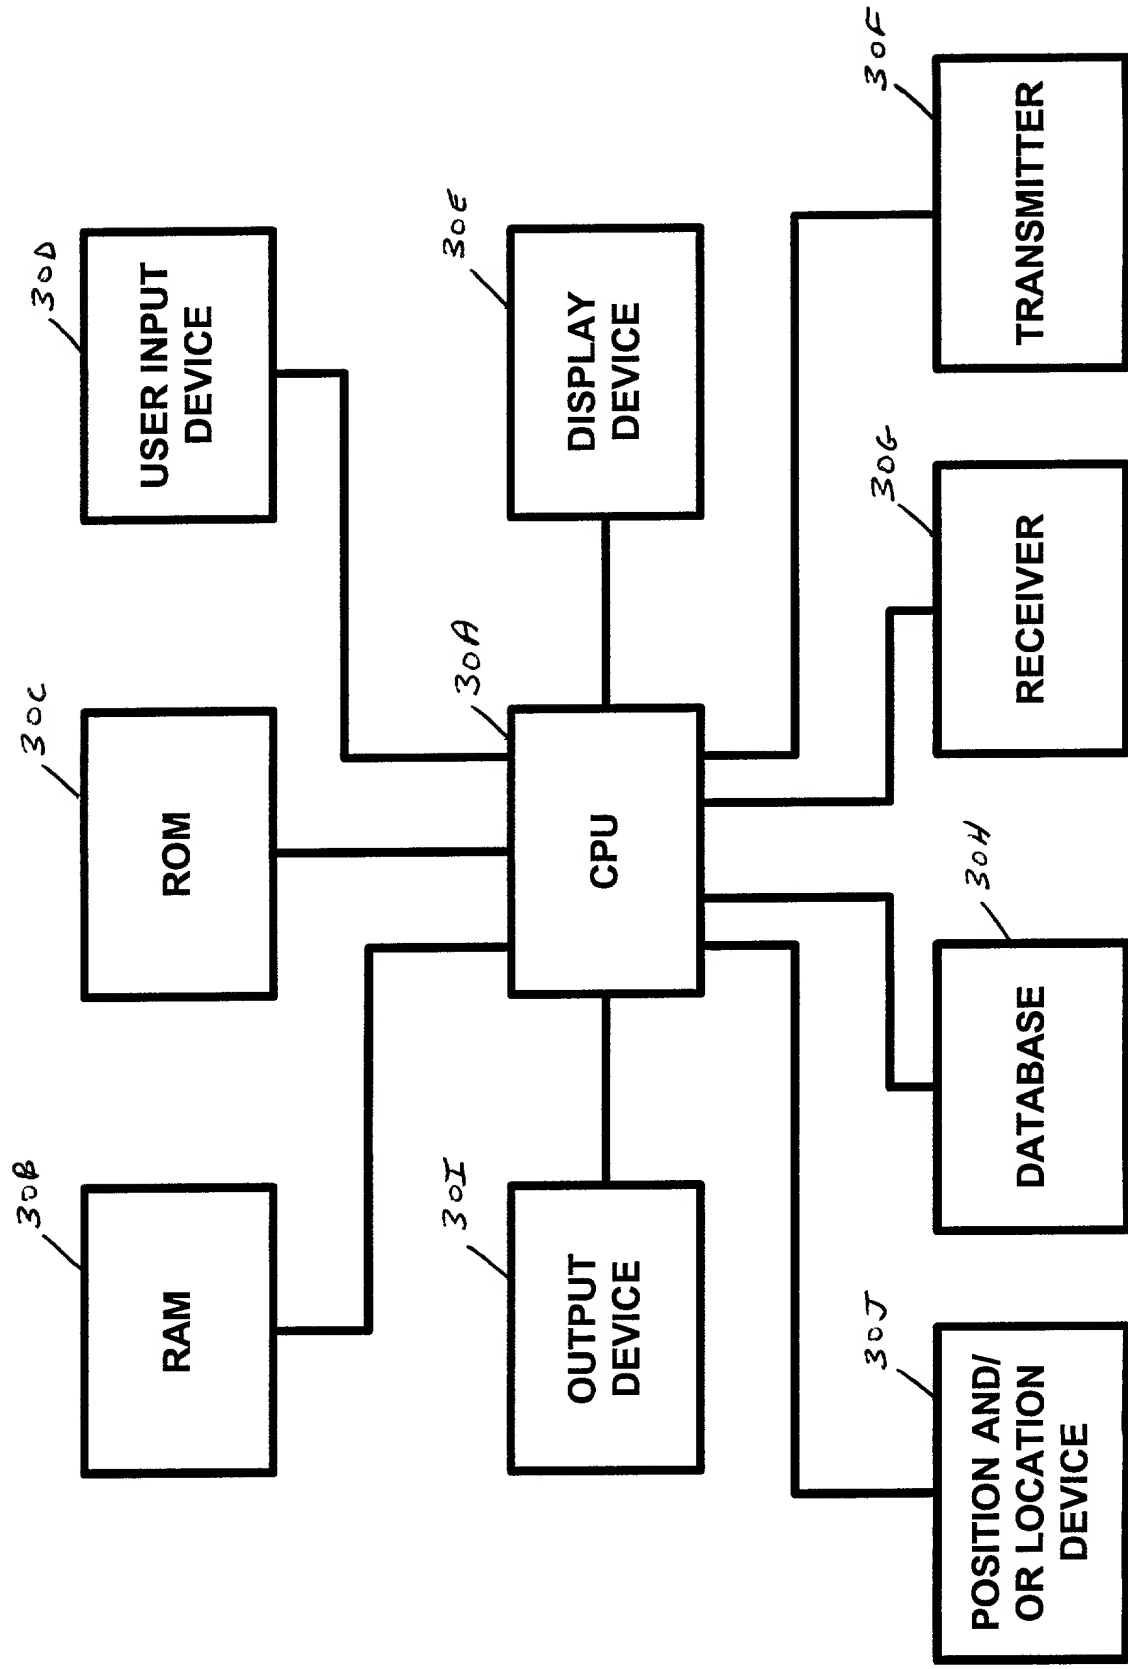 30B
RAM
30C
ROM
30D
USER INPUT
DEVICE
30I
OUTPUT
DEVICE
30A
CPU
30E
DISPLAY
DEVICE
30J
POSITION AND/
OR LOCATION
DEVICE
30H
DATABASE
30G
RECEIVER
30F
TRANSMITTER